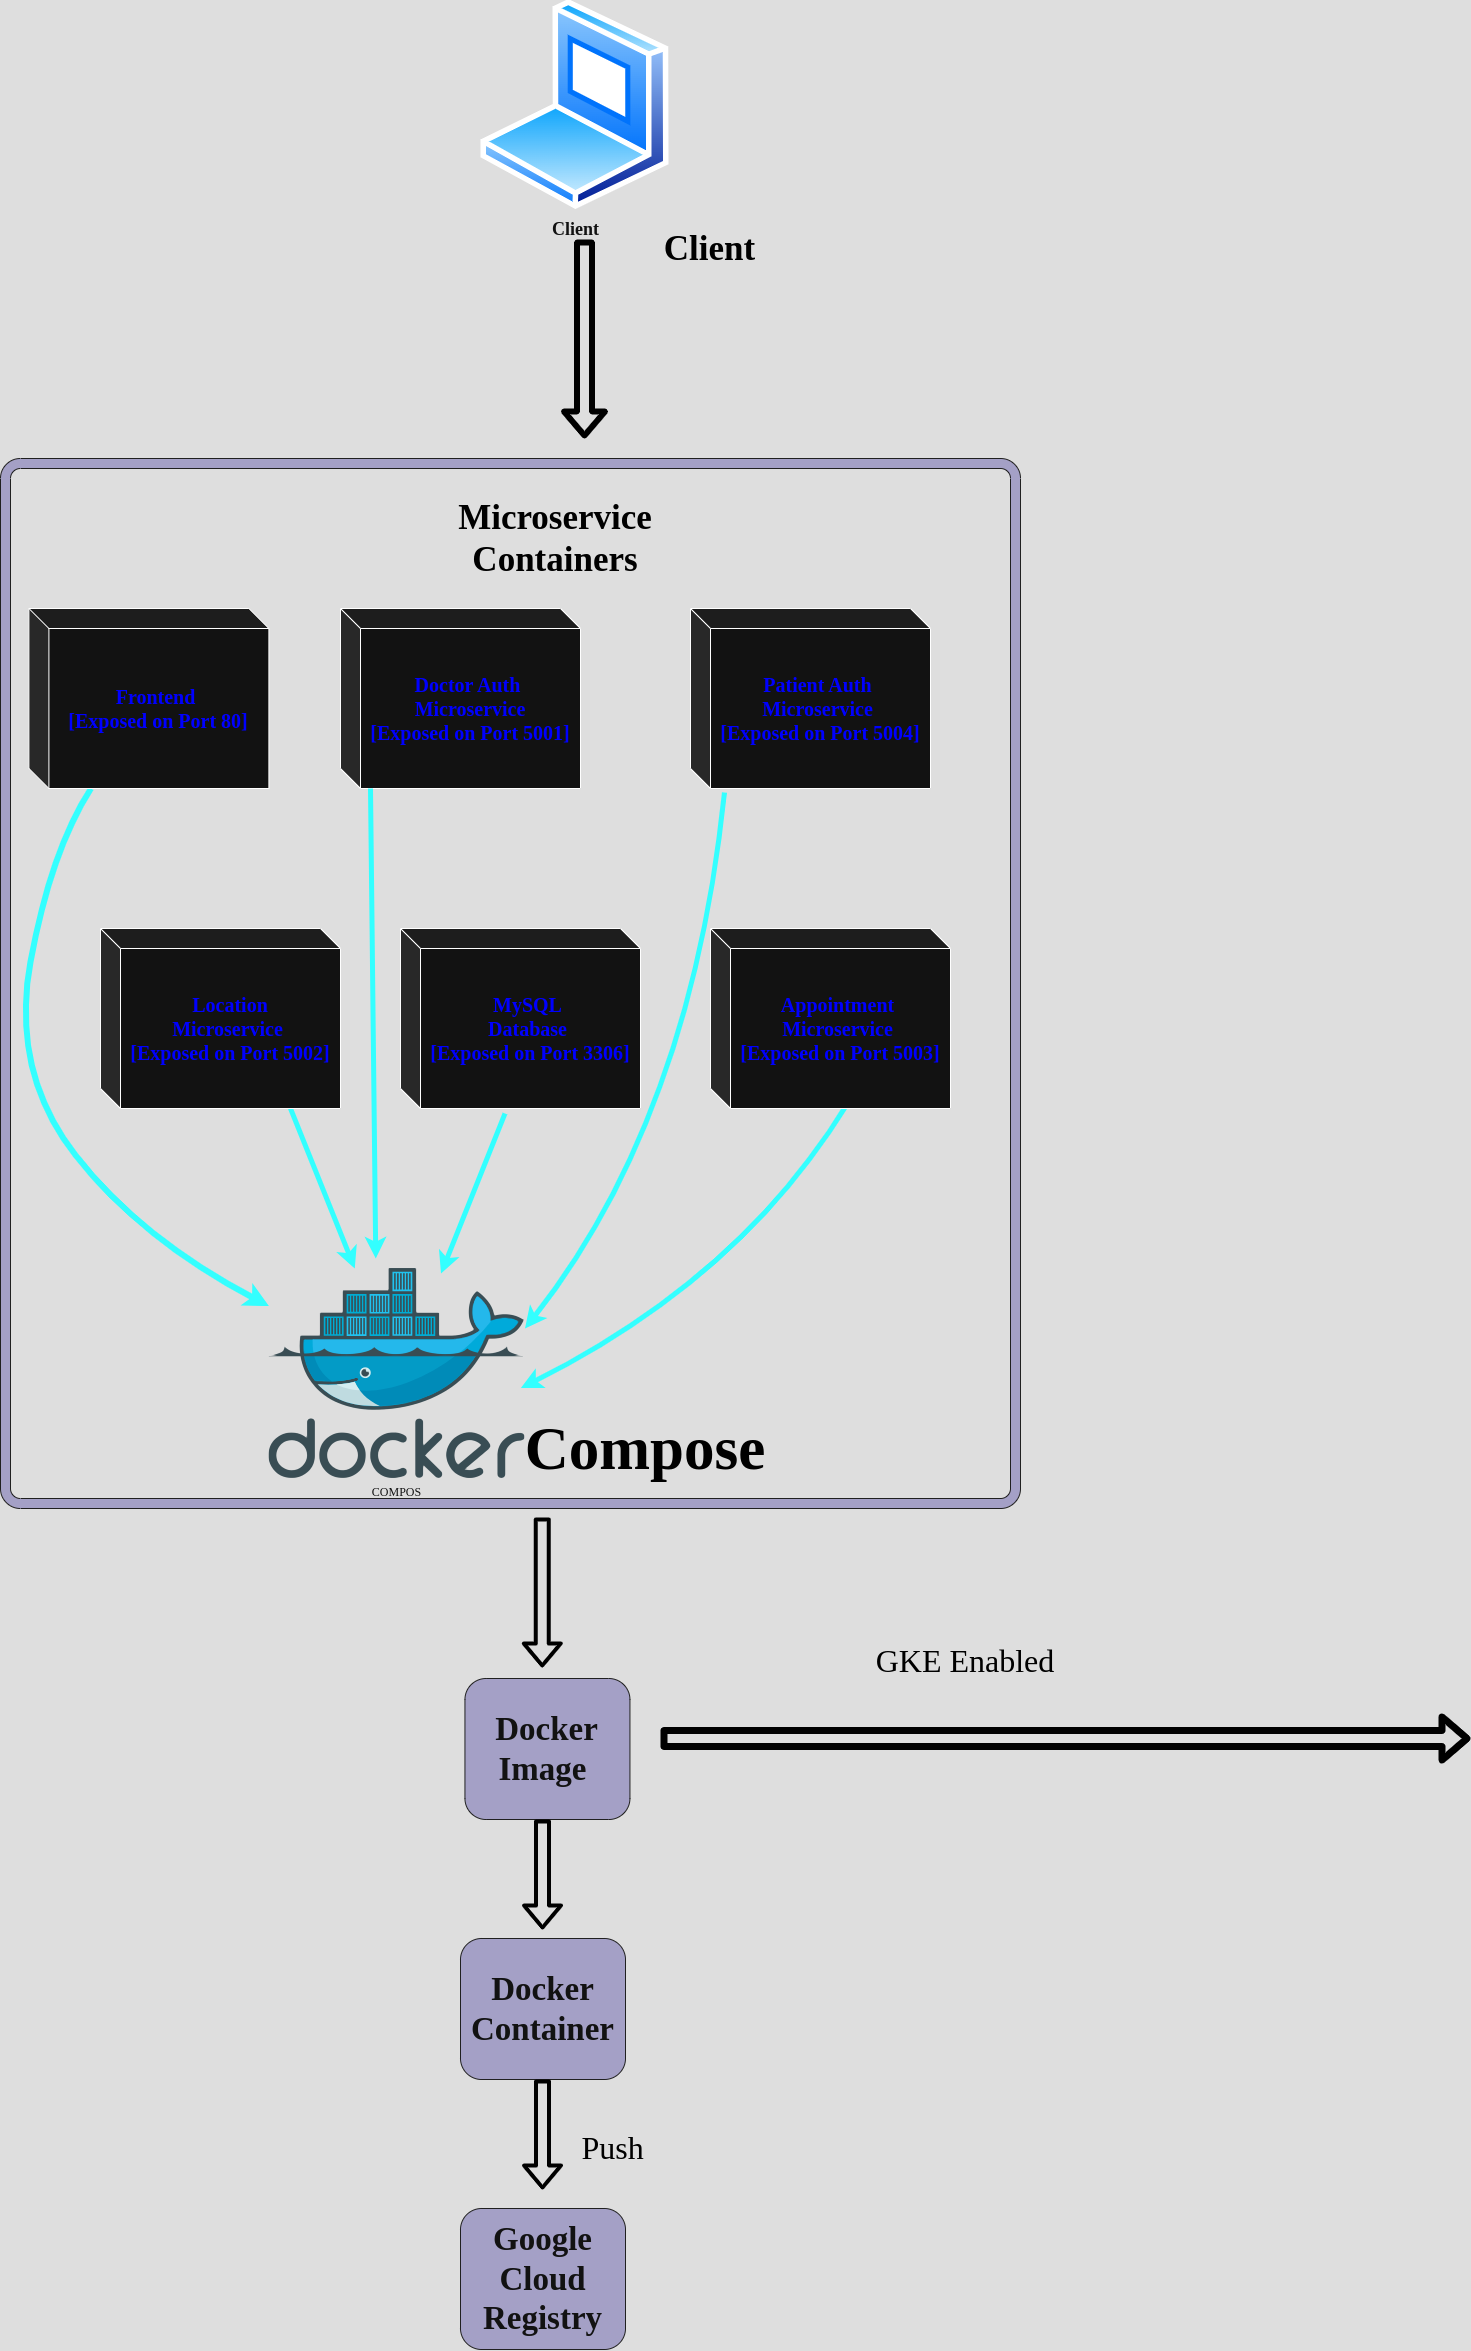 Client
Client
Microservice
Containers
Frontend
[Exposed on Port 80]
Doctor Auth
Microservice
[Exposed on Port 5001]
Patient Auth
Microservice
[Exposed on Port 5004]
Location
Microservice
[Exposed on Port 5002]
MySQL
Database
[Exposed on Port 3306]
Appointment
Microservice
[Exposed on Port 5003]
docker Compose
COMPOS
GKE Enabled
Docker
Image
Docker
Container
Push
Google
Cloud
Registry